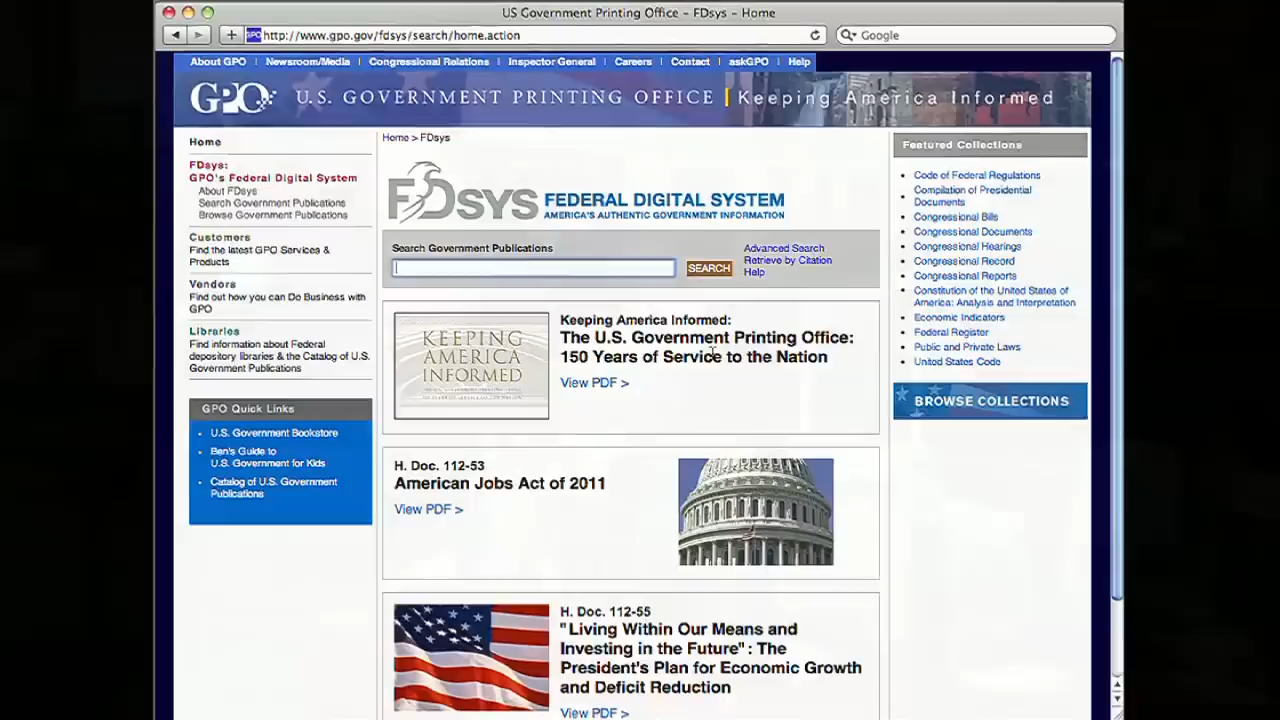 US Government Printing Office – FDsys – Home
http://www.gpo.gov/fdsys/search/home.action
Google
About GPO | Newsroom/Media | Congressional Relations | Inspector General | Careers | Contact | askGPO | Help
GPO U.S. GOVERNMENT PRINTING OFFICE | Keeping America Informed
Home
FDsys:
GPO's Federal Digital System
About FDsys
Search Government Publications
Browse Government Publications
Customers
Find the latest GPO Services &
Products
Vendors
Find out how you can Do Business with
GPO
Libraries
Find information about Federal
depository libraries & the Catalog of U.S.
Government Publications
GPO Quick Links
U.S. Government Bookstore
Ben's Guide to
U.S. Government for Kids
Catalog of U.S. Government
Publications
Home > FDsys
FDsys FEDERAL DIGITAL SYSTEM
AMERICA'S AUTHENTIC GOVERNMENT INFORMATION
Search Government Publications
SEARCH
Advanced Search
Retrieve by Citation
Help
KEEPING
AMERICA
INFORMED
Keeping America Informed:
The U.S. Government Printing Office:
150 Years of Service to the Nation
View PDF >
H. Doc. 112-53
American Jobs Act of 2011
View PDF >
H. Doc. 112-55
"Living Within Our Means and
Investing in the Future": The
President's Plan for Economic Growth
and Deficit Reduction
View PDF >
Featured Collections
Code of Federal Regulations
Compilation of Presidential
Documents
Congressional Bills
Congressional Documents
Congressional Hearings
Congressional Record
Congressional Reports
Constitution of the United States of
America: Analysis and Interpretation
Economic Indicators
Federal Register
Public and Private Laws
United States Code
BROWSE COLLECTIONS